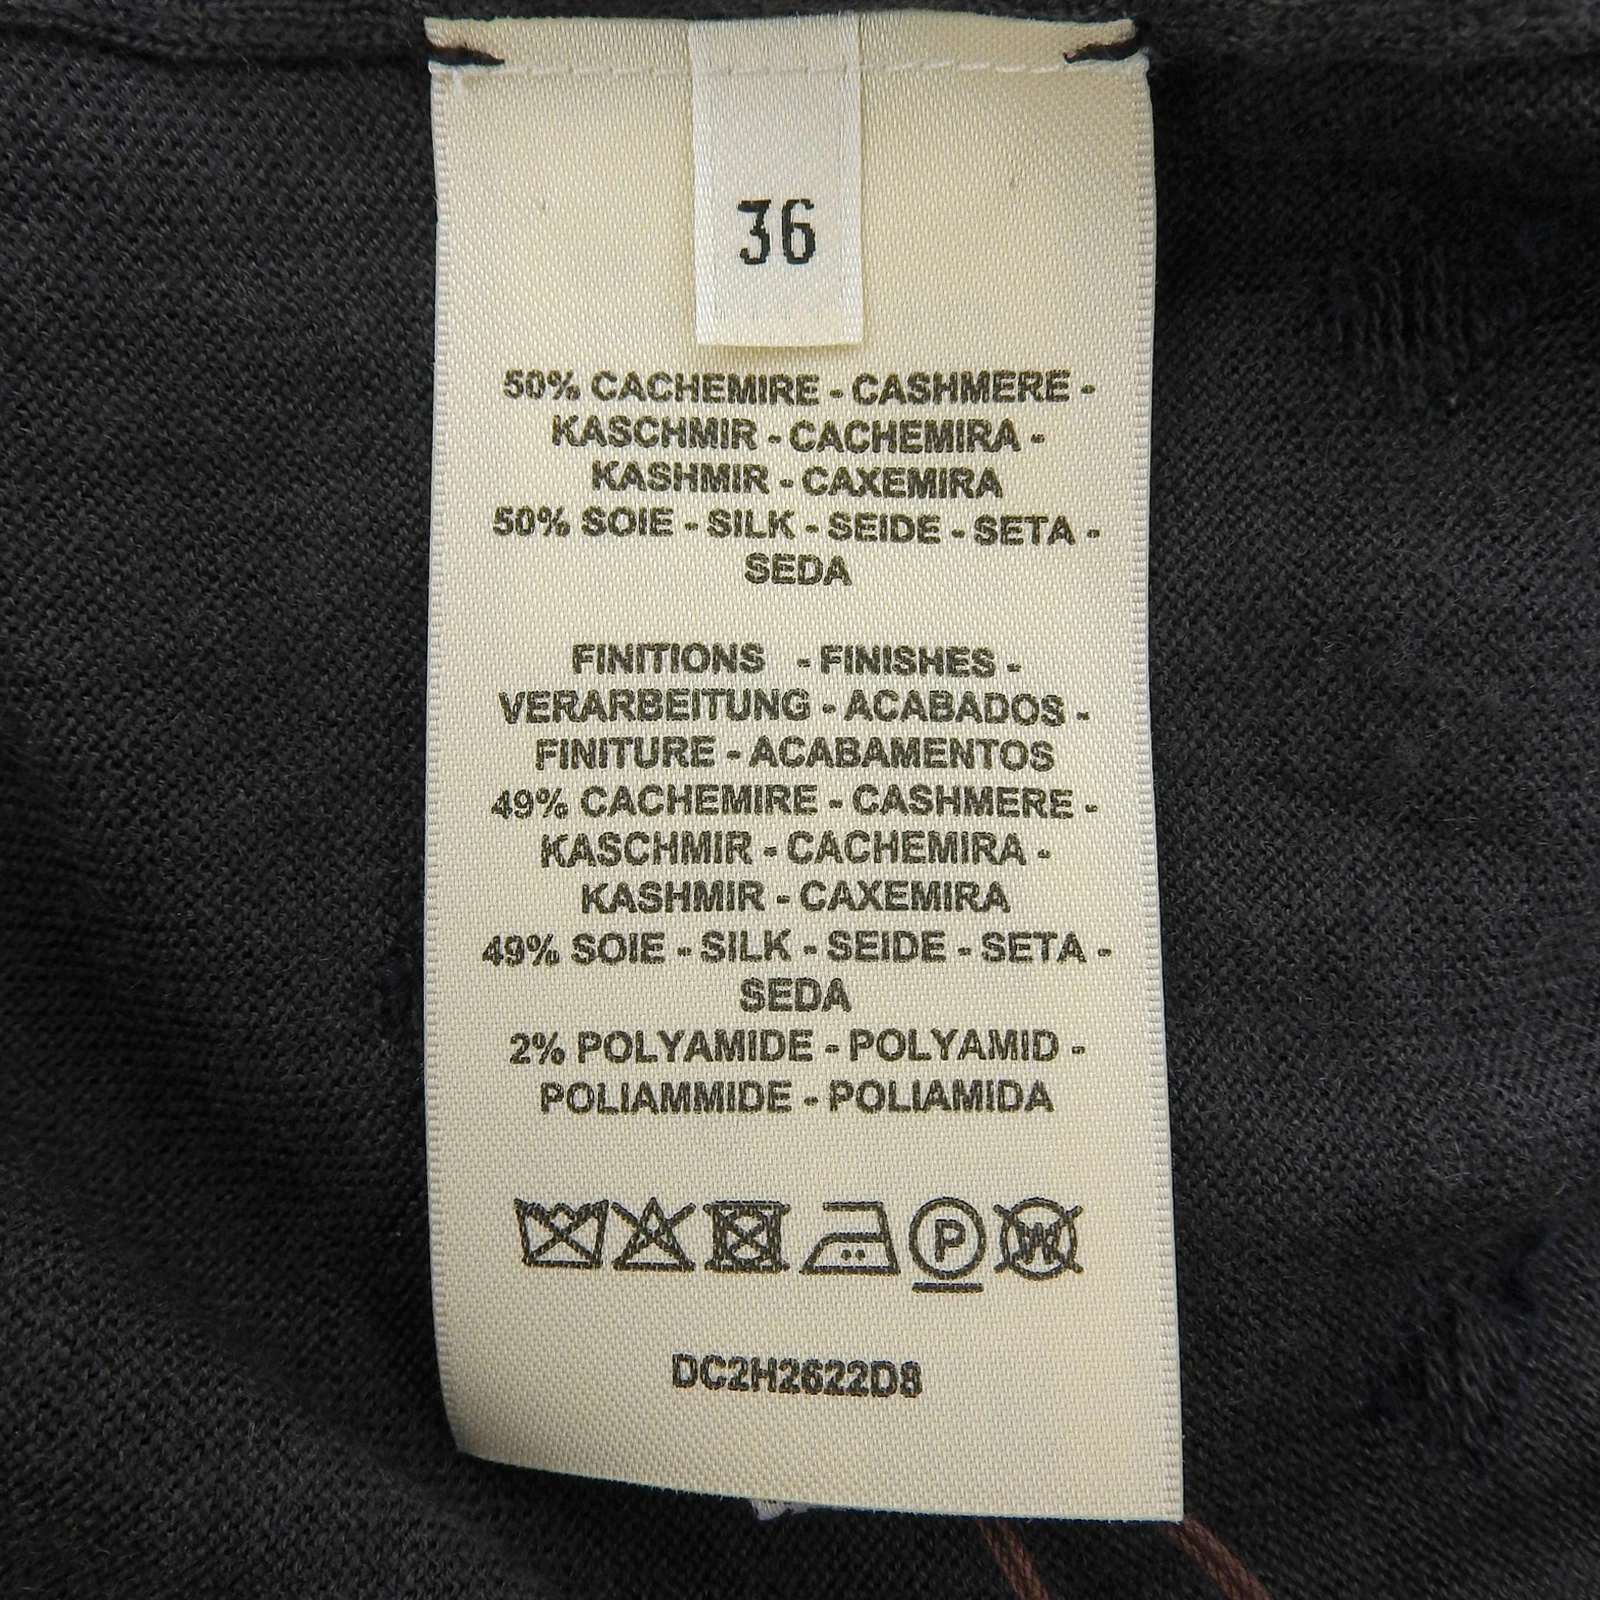 36
50% CACHEMIRE - CASHMERE -
KASCHMIR - CACHEMIRA -
KASHMIR - CAXEMIRA
50% SOIE - SILK - SEIDE - SETA -
SEDA
FINITIONS - FINISHES -
VERARBEITUNG - ACABADOS -
FINITURE - ACABAMENTOS
49% CACHEMIRE - CASHMERE -
KASCHMIR - CACHEMIRA -
KASHMIR - CAXEMIRA
49% SOIE - SILK - SEIDE - SETA -
SEDA
2% POLYAMIDE - POLYAMID -
POLIAMMIDE - POLIAMIDA
P W
DC2H2622D8